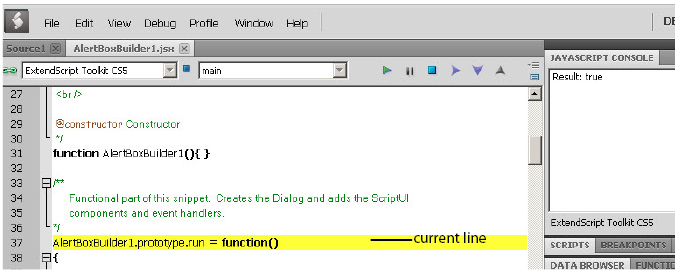 File Edit View Debug Profile Window Help DE
Source1 AlertBoxBuilder1.jsx
ExtendScript Toolkit CS5 main
JAVASCRIPT CONSOLE
Result: true
27 <br />
28
29 @constructor Constructor
30 */
31 function AlertBoxBuilder1(){ }
32
33 /**
34 Functional part of this snippet. Creates the Dialog and adds the ScriptUI
35 components and event handlers.
36 */
37 AlertBoxBuilder1.prototype.run = function() current line
38 {
ExtendScript Toolkit CS5
SCRIPTS BREAKPOINTS
DATA BROWSER FUNCTIO